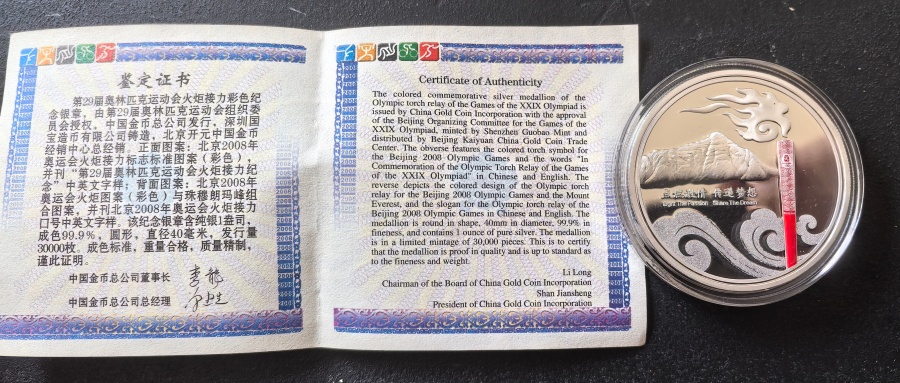 鉴定证书
第29届奥林匹克运动会火炬接力彩色纪
念银章，由第29届奥林匹克运动会组织委
员会授权，中国金币总公司发行，深圳国
宝造币有限公司铸造，北京开元中国金币
经销中心总经销，正面图案：北京2008年
奥运会火炬接力标志标准图案（彩色），
并刊“第29届奥林匹克运动会火炬接力纪
念”中英文字样；背面图案：北京2008年
奥运会火炬图案（彩色）与珠穆朗玛峰组
合图案，并刊北京2008年奥运会火炬接力
口号中英文字样。该纪念银章含纯银1盎司，
成色99.9%，圆形，直径40毫米，发行量
30000枚。成色标准，重量合格，质量精制，
谨此证明。
中国金币总公司董事长
中国金币总公司总经理
Certificate of Authenticity
The colored commemorative silver medallion of the
Olympic torch relay of the Games of the XXIX Olympiad is
issued by China Gold Coin Incorporation with the approval
of the Beijing Organizing Committee for the Games of the
XXIX Olympiad, minted by Shenzhen Guobao Mint and
distributed by Beijing Kaiyuan China Gold Coin Trade
Center. The obverse features the colored torch symbol for
the Beijing 2008 Olympic Games and the words "In
Commemoration of the Olympic Torch Relay of the Games
of the XXIX Olympiad" in Chinese and English. The
reverse depicts the colored design of the Olympic torch
relay for the Beijing 2008 Olympic Games and the Mount
Everest, and the slogan for the Olympic torch relay of the
Beijing 2008 Olympic Games in Chinese and English. The
medallion is round in shape, 40mm in diameter, 99.9% in
fineness, and contains 1 ounce of pure silver. The medallion
is in a limited mintage of 30,000 pieces. This is to certify
that the medallion is proof in quality and is up to standard as
to the fineness and weight.
Li Long
Chairman of the Board of China Gold Coin Incorporation
Shan Jiansheng
President of China Gold Coin Incorporation
点燃激情 传递梦想
Light The Passion Share The Dream